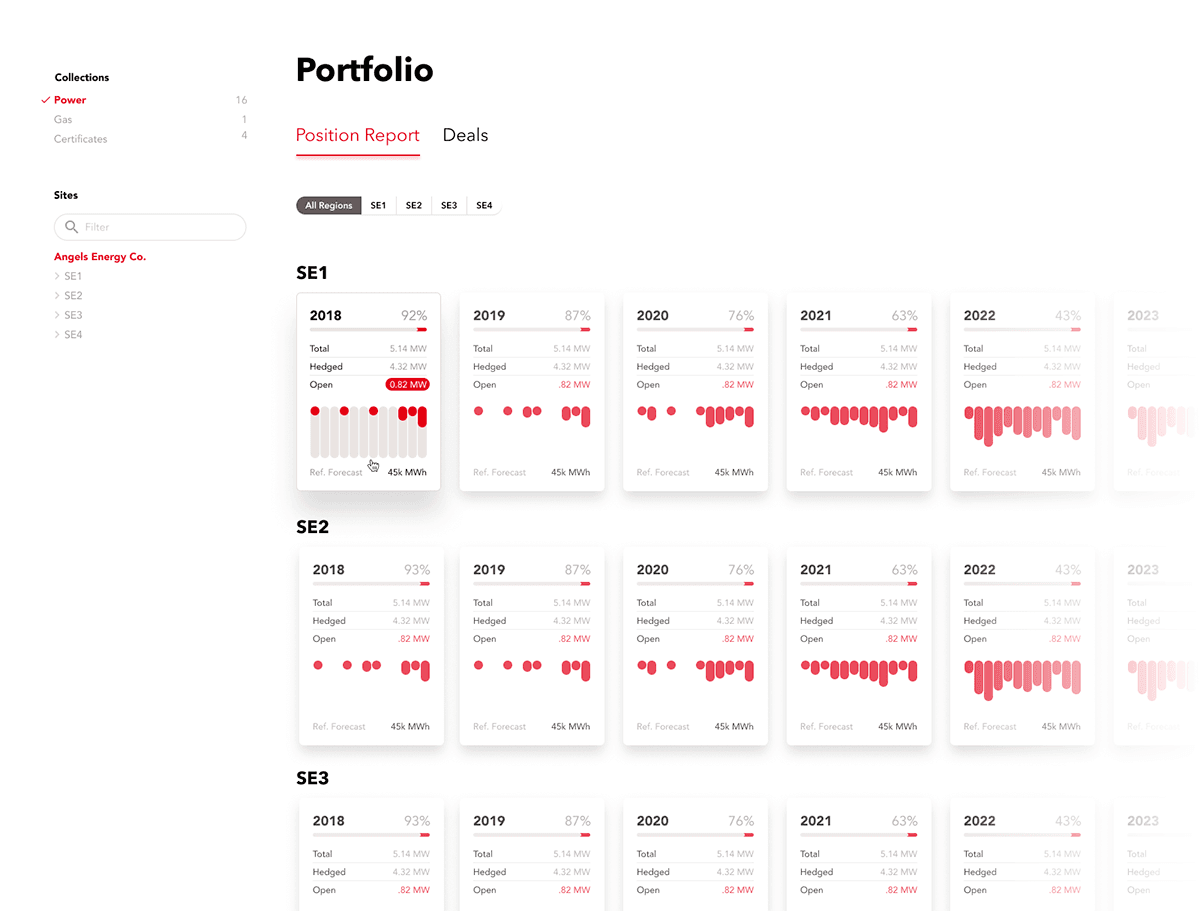 Collections
Power 16
Gas 1
Certificates 4
Sites
Filter
Angels Energy Co.
SE1
SE2
SE3
SE4
Portfolio
Position Report Deals
All Regions SE1 SE2 SE3 SE4
SE1
2018 92% 2019 87% 2020 76% 2021 63% 2022 43% 2023
Total 5.14 MW Total 5.14 MW Total 5.14 MW Total 5.14 MW Total 5.14 MW Total
Hedged 4.32 MW Hedged 4.32 MW Hedged 4.32 MW Hedged 4.32 MW Hedged 4.32 MW Hedged
Open 0.82 MW Open .82 MW Open .82 MW Open .82 MW Open .82 MW Open
Ref. Forecast 45k MWh Ref. Forecast 45k MWh Ref. Forecast 45k MWh Ref. Forecast 45k MWh Ref. Forecast 45k MWh Ref. Fo
SE2
2018 93% 2019 87% 2020 76% 2021 63% 2022 43% 2023
Total 5.14 MW Total 5.14 MW Total 5.14 MW Total 5.14 MW Total 5.14 MW Total
Hedged 4.32 MW Hedged 4.32 MW Hedged 4.32 MW Hedged 4.32 MW Hedged 4.32 MW Hedged
Open .82 MW Open .82 MW Open .82 MW Open .82 MW Open .82 MW Open
Ref. Forecast 45k MWh Ref. Forecast 45k MWh Ref. Forecast 45k MWh Ref. Forecast 45k MWh Ref. Forecast 45k MWh Ref. Fo
SE3
2018 93% 2019 87% 2020 76% 2021 63% 2022 43% 2023
Total 5.14 MW Total 5.14 MW Total 5.14 MW Total 5.14 MW Total 5.14 MW Total
Hedged 4.32 MW Hedged 4.32 MW Hedged 4.32 MW Hedged 4.32 MW Hedged 4.32 MW Hedged
Open .82 MW Open .82 MW Open .82 MW Open .82 MW Open .82 MW Open